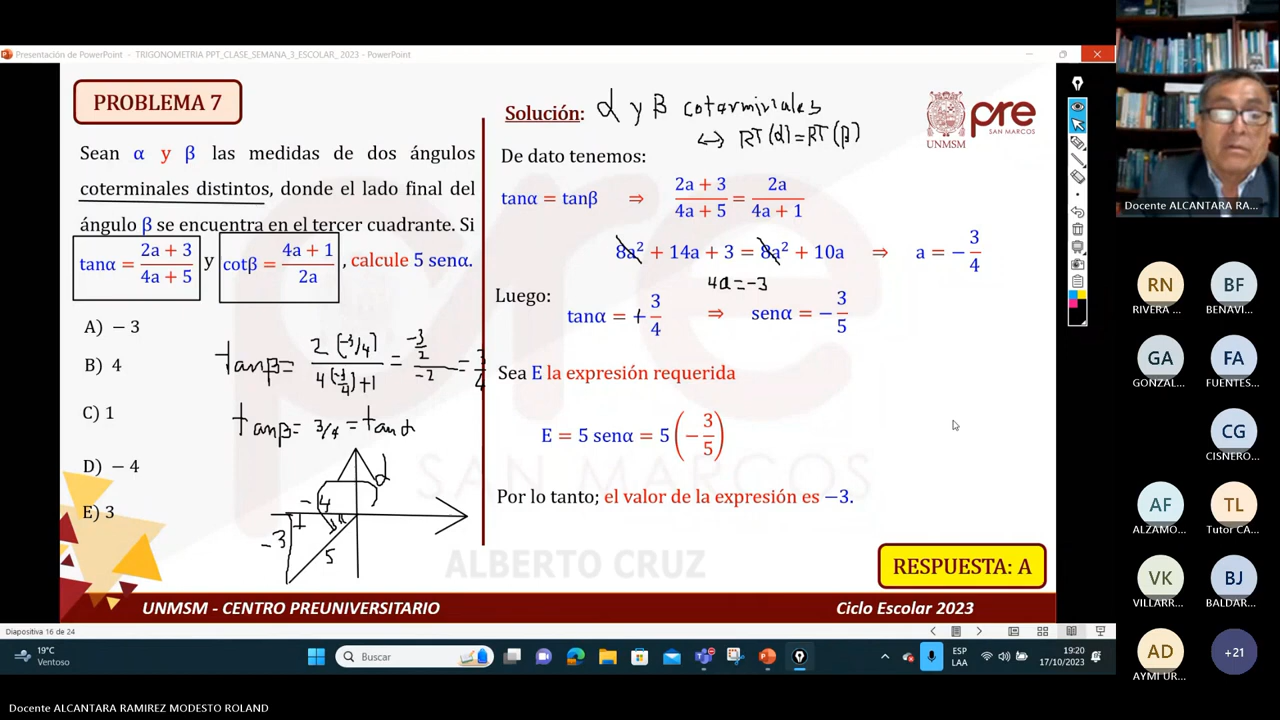 Presentación de PowerPoint - TRIGONOMETRIA PPT_CLASE_SEMANA_3_ESCOLAR_ 2023 - PowerPoint
PROBLEMA 7
Sean α y β las medidas de dos ángulos
coterminales distintos, donde el lado final del
ángulo β se encuentra en el tercer cuadrante. Si
tanα = (2a + 3)/(4a + 5) y cotβ = (4a + 1)/(2a), calcule 5 senα.
A) − 3
B) 4
C) 1
D) − 4
E) 3
tanβ = 2(-3/4)/(4(-3/4)+1) = (-3/2)/(-2) = 3/4
tanβ = 3/4 = tanα
α
-4
-3
5
Solución: α y β coterminales
↔ RT(α) = RT(β)
De dato tenemos:
tanα = tanβ ⇒ (2a + 3)/(4a + 5) = 2a/(4a + 1)
8a² + 14a + 3 = 8a² + 10a ⇒ a = − 3/4
4a = -3
Luego:
tanα = + 3/4 ⇒ senα = − 3/5
Sea E la expresión requerida
E = 5 senα = 5 (− 3/5)
Por lo tanto; el valor de la expresión es −3.
RESPUESTA: A
pre
SAN MARCOS
UNMSM
pre
SAN MARCOS
ALBERTO CRUZ
UNMSM - CENTRO PREUNIVERSITARIO
Ciclo Escolar 2023
Diapositiva 16 de 24
19°C
Ventoso
Buscar
ESP
LAA
19:20
17/10/2023
Docente ALCANTARA RA...
RN
RIVERA ...
BF
BENAVI...
GA
GONZAL...
FA
FUENTES...
CG
CISNERO...
AF
ALZAMO...
TL
Tutor CA...
VK
VILLARR...
BJ
BALDAR...
AD
AYMI UR...
+21
Docente ALCANTARA RAMIREZ MODESTO ROLAND